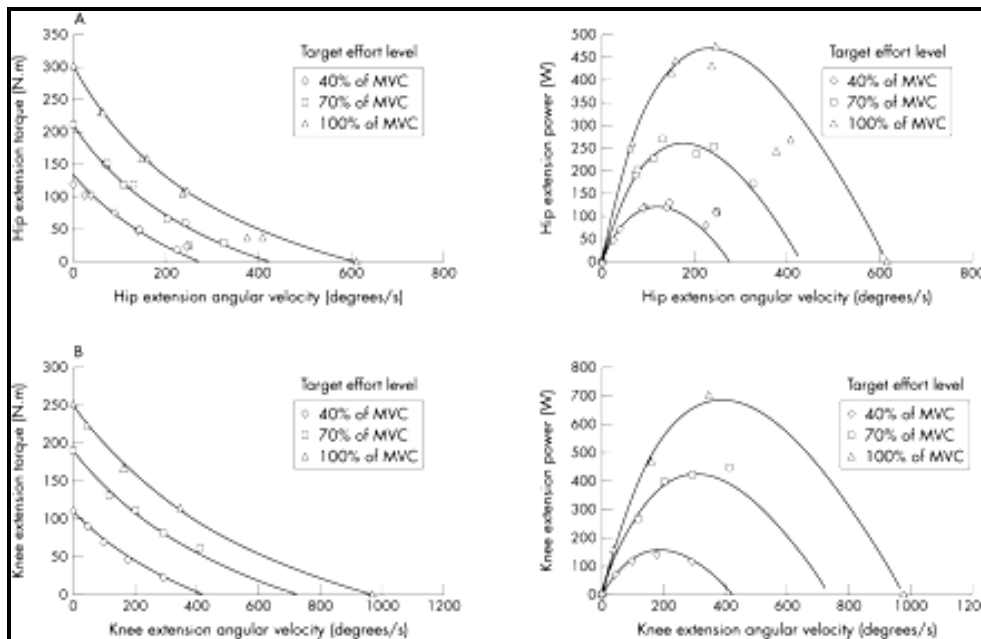 A
350
300
250
200
150
100
50
0
Hip extension torque (N.m)
0 200 400 600 800
Hip extension angular velocity (degrees/s)
Target effort level
40% of MVC
70% of MVC
100% of MVC
500
450
400
350
300
250
200
150
100
50
0
Hip extension power (W)
0 200 400 600 800
Hip extension angular velocity (degrees/s)
Target effort level
40% of MVC
70% of MVC
100% of MVC
B
300
250
200
150
100
50
0
Knee extension torque (N.m)
0 200 400 600 800 1000 1200
Knee extension angular velocity (degrees/s)
Target effort level
40% of MVC
70% of MVC
100% of MVC
800
700
600
500
400
300
200
100
0
Knee extension power (W)
0 200 400 600 800 1000
Knee extension angular velocity (degrees/s)
Target effort level
40% of MVC
70% of MVC
100% of MVC